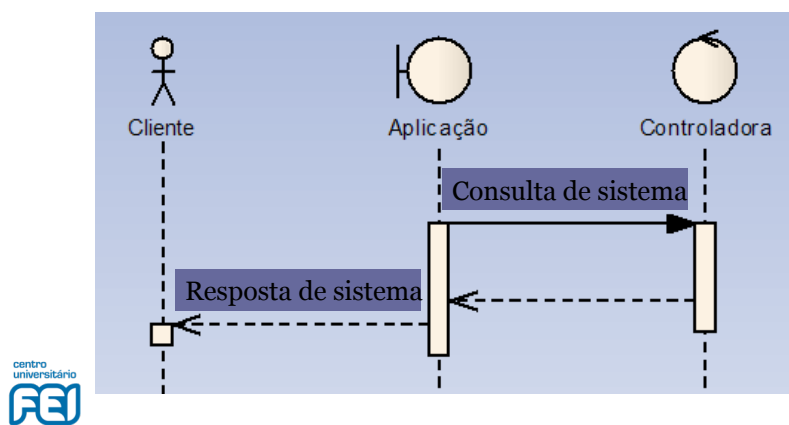 Cliente
Aplicação
Controladora
Consulta de sistema
Resposta de sistema
centro
universitário
FEI